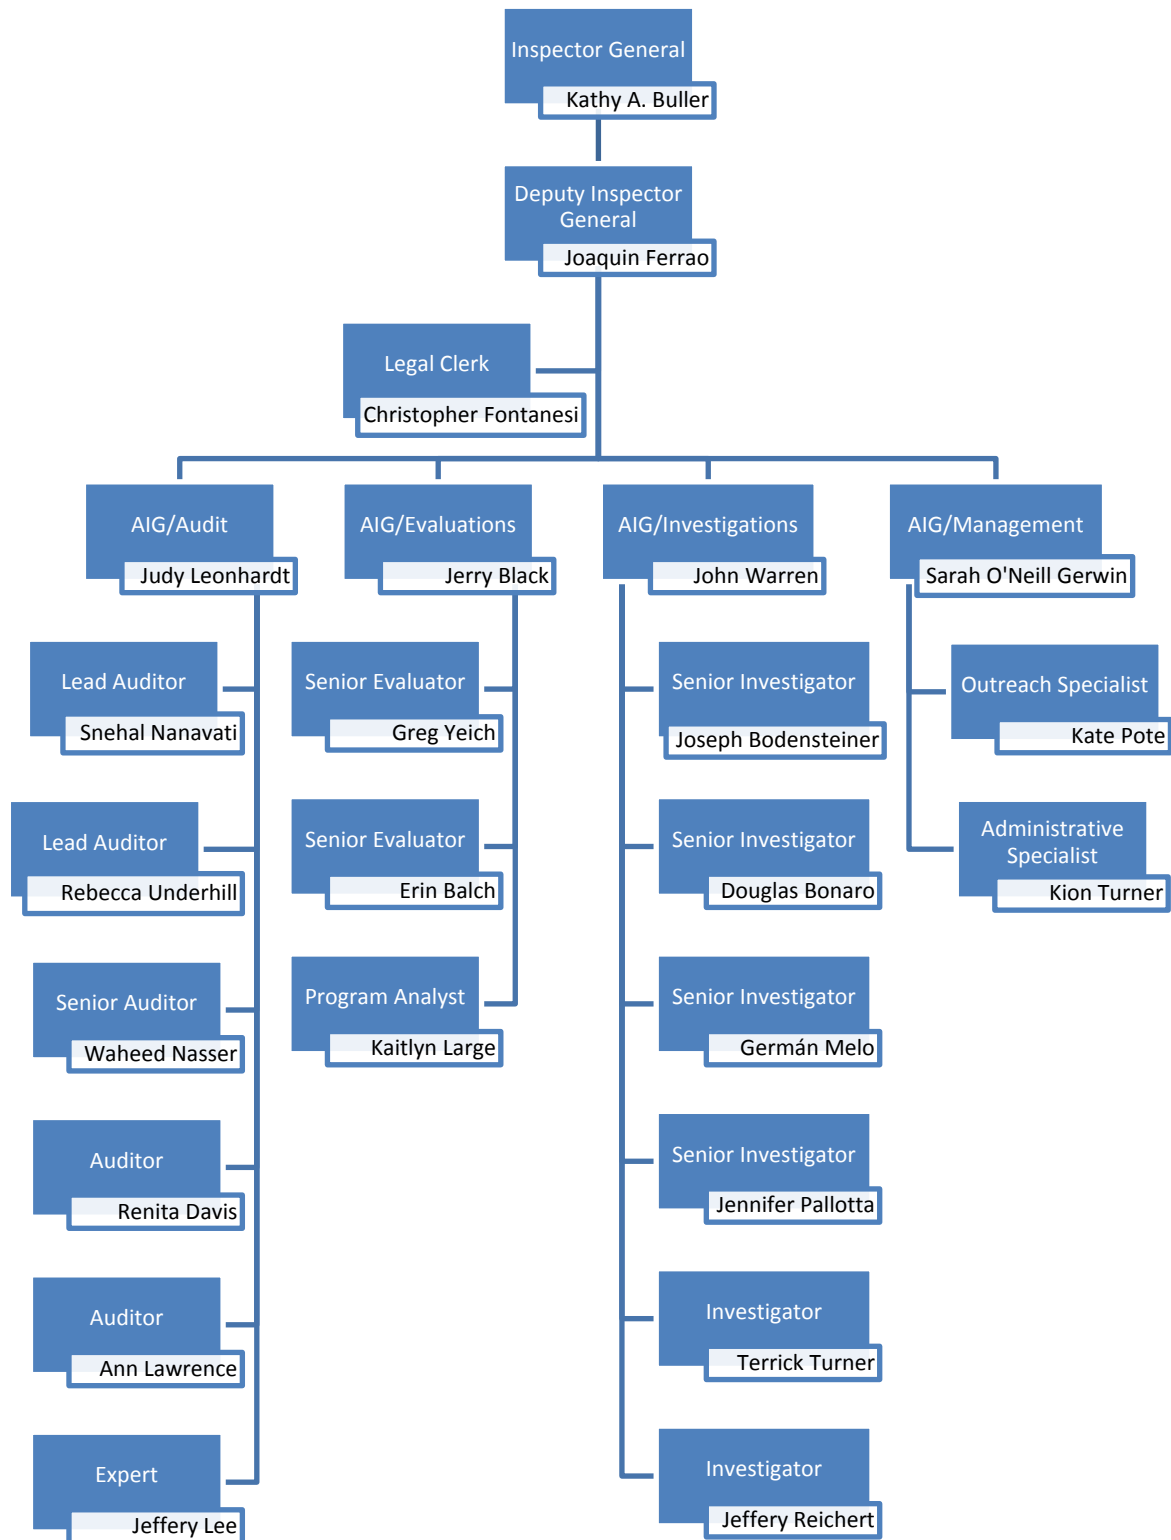 Inspector General
Kathy A. Buller
Deputy Inspector
General
Joaquin Ferrao
Legal Clerk
Christopher Fontanesi
AIG/Audit
Judy Leonhardt
AIG/Evaluations
Jerry Black
AIG/Investigations
John Warren
AIG/Management
Sarah O'Neill Gerwin
Lead Auditor
Snehal Nanavati
Senior Evaluator
Greg Yeich
Senior Investigator
Joseph Bodensteiner
Outreach Specialist
Kate Pote
Lead Auditor
Rebecca Underhill
Senior Evaluator
Erin Balch
Senior Investigator
Douglas Bonaro
Administrative
Specialist
Kion Turner
Senior Auditor
Waheed Nasser
Program Analyst
Kaitlyn Large
Senior Investigator
Germán Melo
Auditor
Renita Davis
Senior Investigator
Jennifer Pallotta
Auditor
Ann Lawrence
Investigator
Terrick Turner
Expert
Jeffery Lee
Investigator
Jeffery Reichert